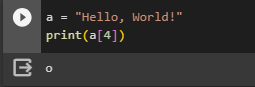 a = "Hello, World!"
print(a[4])
o